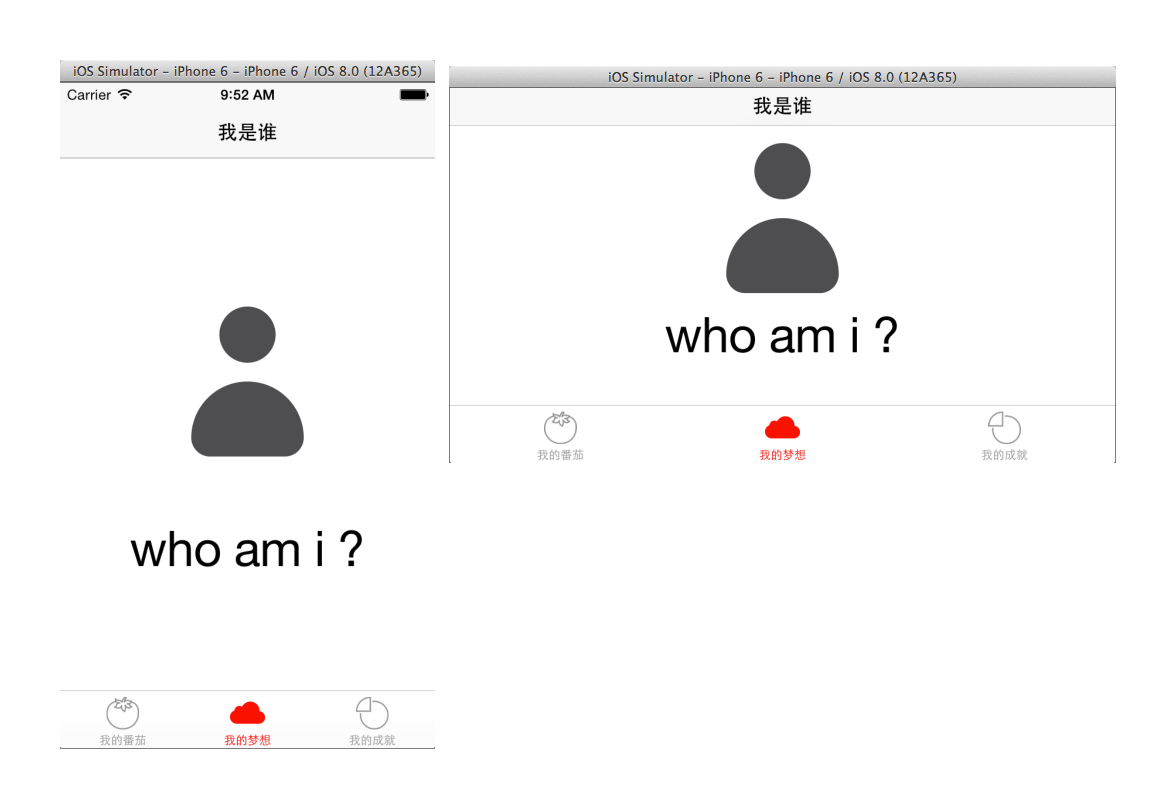 iOS Simulator – iPhone 6 – iPhone 6 / iOS 8.0 (12A365)
Carrier 9:52 AM
我是谁
who am i ?
我的番茄 我的梦想 我的成就
iOS Simulator – iPhone 6 – iPhone 6 / iOS 8.0 (12A365)
我是谁
who am i ?
我的番茄 我的梦想 我的成就